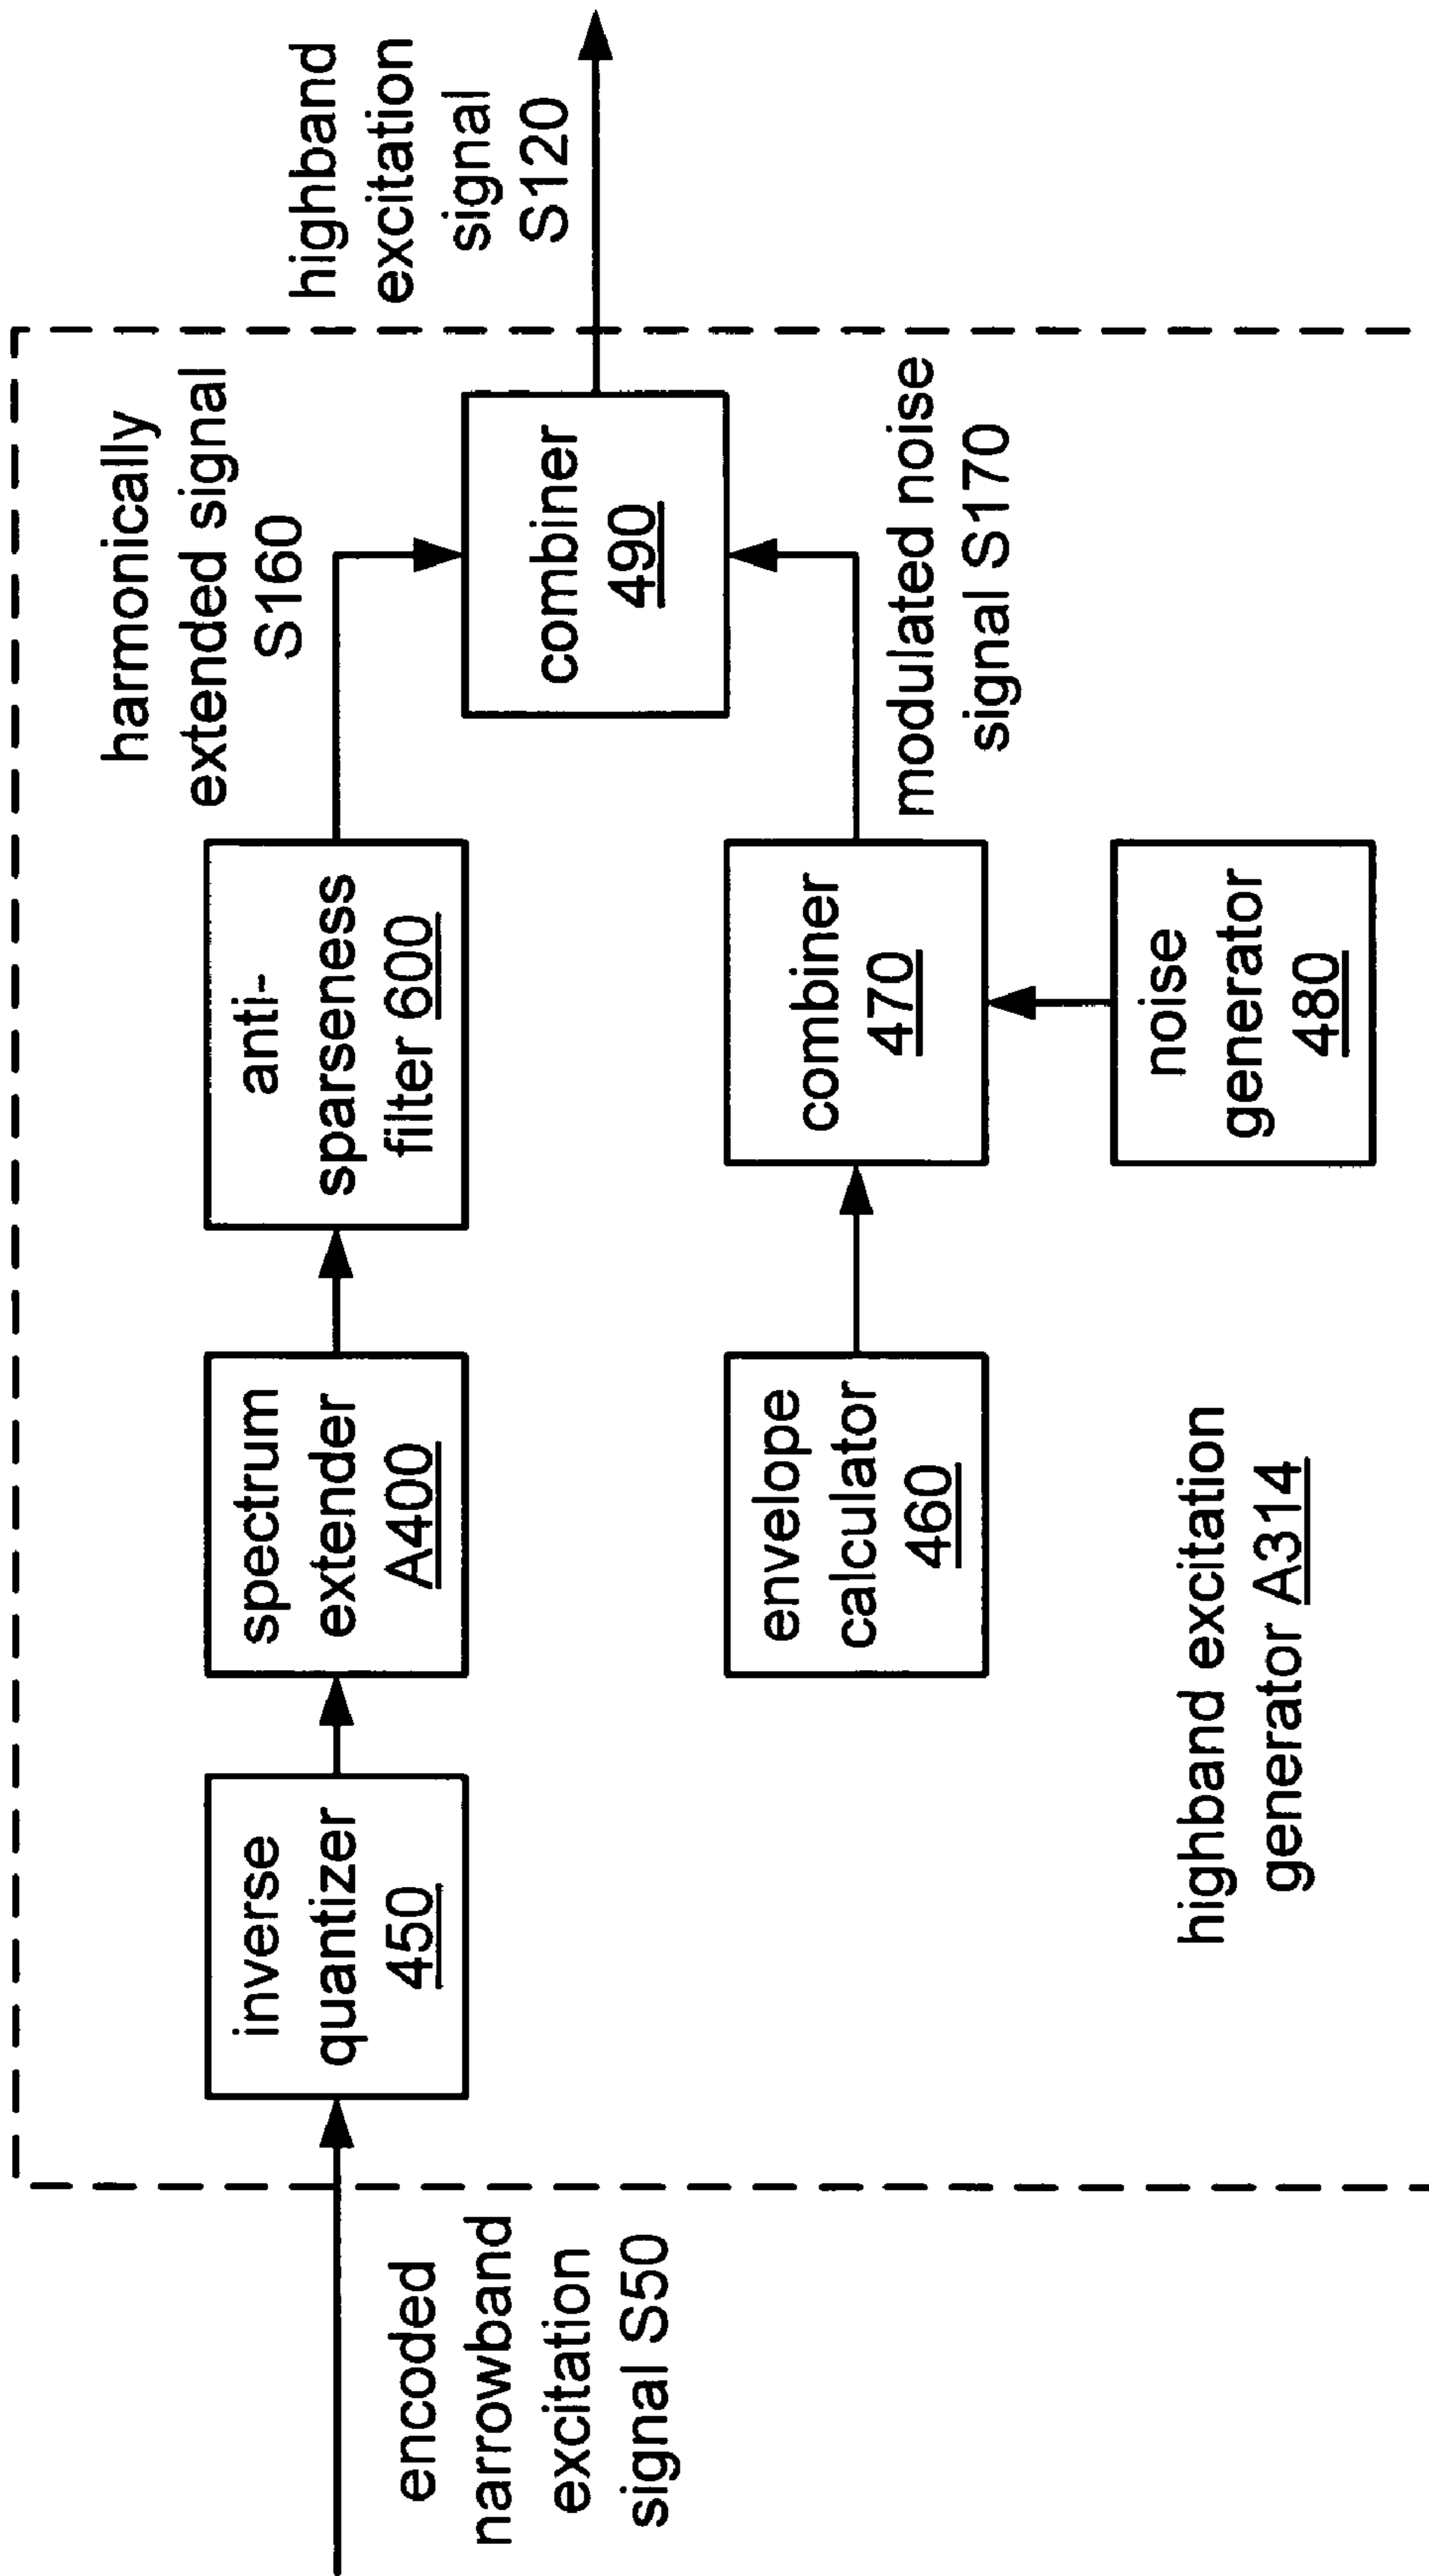 encoded
narrowband
excitation
signal S50
inverse
quantizer
450
spectrum
extender
A400
anti-
sparseness
filter 600
harmonically
extended signal
S160
combiner
490
highband
excitation
signal
S120
envelope
calculator
460
combiner
470
modulated noise
signal S170
noise
generator
480
highband excitation
generator A314